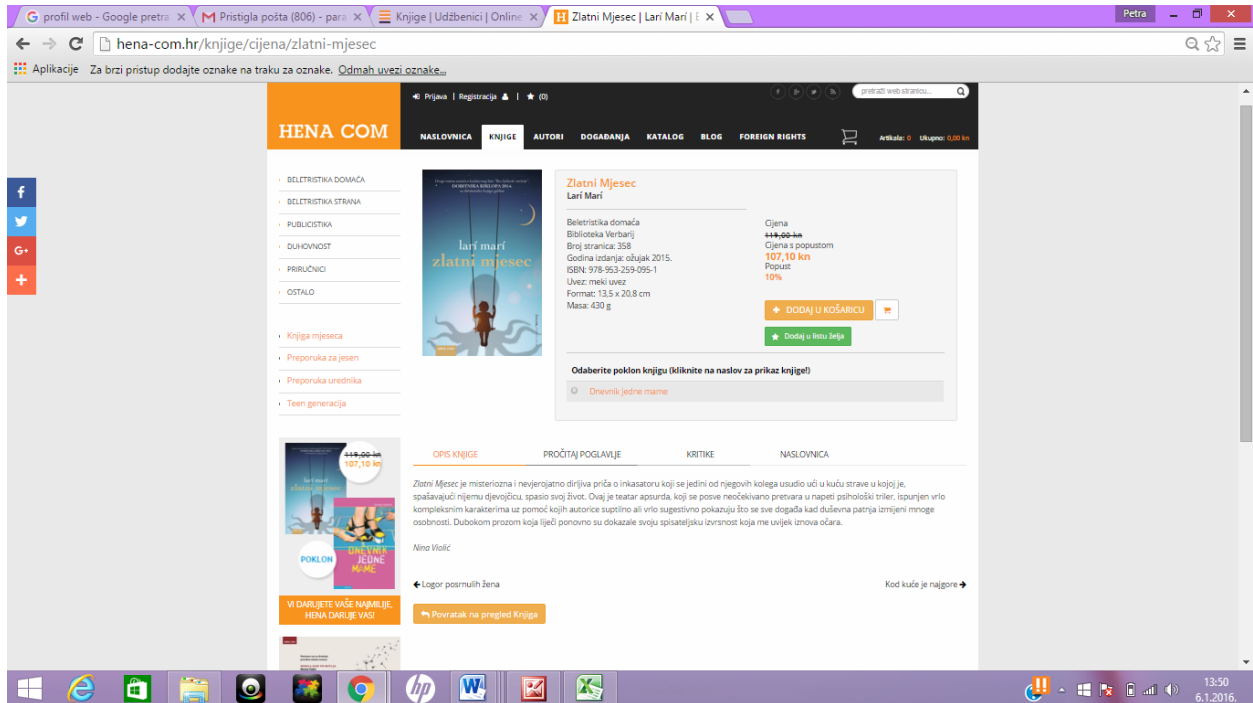 G profil web - Google pretra
Pristigla pošta (806) - para
Knjige | Udžbenici | Online
Zlatni Mjesec | Larí Marí | E
Petra
hena-com.hr/knjige/cijena/zlatni-mjesec
Aplikacije Za brzi pristup dodajte oznake na traku za oznake. Odmah uvezi oznake...
Prijava | Registracija | (0)
pretraži web stranicu...
HENA COM
NASLOVNICA KNJIGE AUTORI DOGAĐANJA KATALOG BLOG FOREIGN RIGHTS
Artikala: 0 Ukupno: 0,00 kn
BELETRISTIKA DOMAĆA
BELETRISTIKA STRANA
PUBLICISTIKA
DUHOVNOST
PRIRUČNICI
OSTALO
Knjiga mjeseca
Preporuka za jesen
Preporuka urednika
Teen generacija
larí marí
zlatni mjesec
Zlatni Mjesec
Larí Marí
Beletristika domaća
Biblioteka Verbarij
Broj stranica: 358
Godina izdanja: ožujak 2015.
ISBN: 978-953-259-095-1
Uvez: meki uvez
Format: 13,5 x 20,8 cm
Masa: 430 g
Cijena
119,00 kn
Cijena s popustom
107,10 kn
Popust
10%
DODAJ U KOŠARICU
Dodaj u listu želja
Odaberite poklon knjigu (kliknite na naslov za prikaz knjige!)
Dnevnik jedne mame
119,00 kn
107,10 kn
POKLON
DNEVNIK
JEDNE
MAME
VI DARUJETE VAŠE NAJMILIJE,
HENA DARUJE VAS!
OPIS KNJIGE PROČITAJ POGLAVLJE KRITIKE NASLOVNICA
Zlatni Mjesec je misteriozna i nevjerojatno dirljiva priča o inkasatoru koji se jedini od njegovih kolega usudio ući u kuću strave u kojoj je,
spašavajući nijemu djevojčicu, spasio svoj život. Ovaj je teatar apsurda, koji se posve neočekivano pretvara u napeti psihološki triler, ispunjen vrlo
kompleksnim karakterima uz pomoć kojih autorice suptilno ali vrlo sugestivno pokazuju što se sve događa kad duševna patnja izmijeni mnoge
osobnosti. Dubokom prozom koja liječi ponovno su dokazale svoju spisateljsku izvrsnost koja me uvijek iznova očara.
Nina Violić
Logor posrnulih žena
Kod kuće je najgore
Povratak na pregled Knjiga
13:50
6.1.2016.